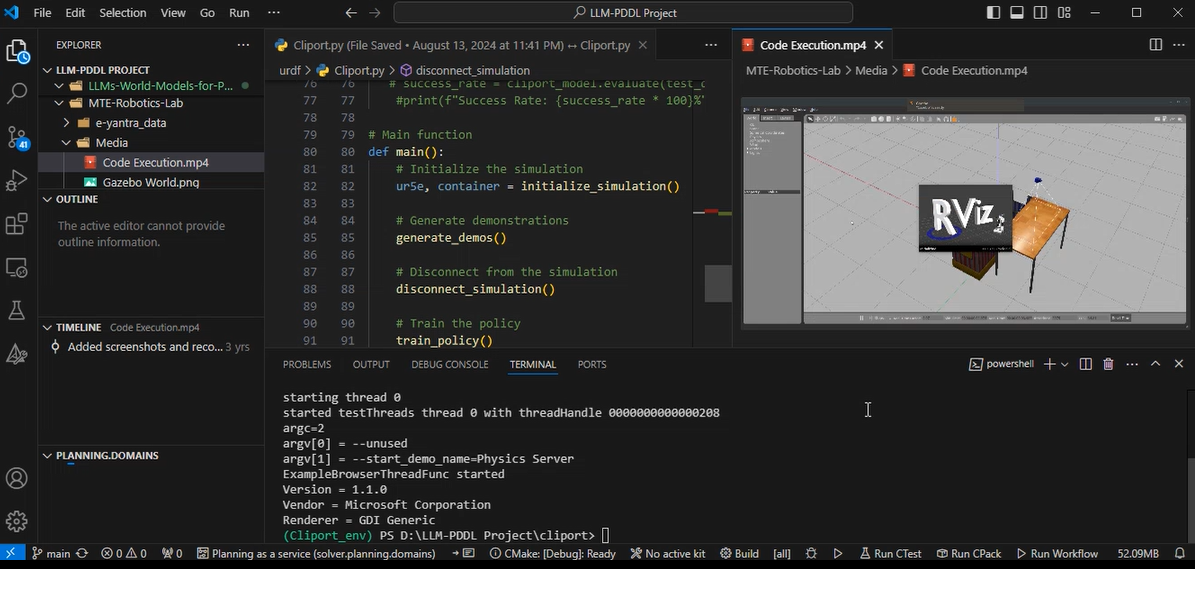 File Edit Selection View Go Run ···
LLM-PDDL Project
EXPLORER
LLM-PDDL PROJECT
LLMs-World-Models-for-P...
MTE-Robotics-Lab
e-yantra_data
Media
Code Execution.mp4
Gazebo World.png
41
OUTLINE
The active editor cannot provide
outline information.
TIMELINE Code Execution.mp4
Added screenshots and reco... 3 yrs
PLANNING.DOMAINS
Cliport.py (File Saved • August 13, 2024 at 11:41 PM) ↔ Cliport.py
urdf > Cliport.py > disconnect_simulation
76 76 # success_rate = cliport_model.evaluate(test_d
77 77 #print(f"Success Rate: {success_rate * 100}%"
78 78
79 79 # Main function
80 80 def main():
81 81 # Initialize the simulation
82 82 ur5e, container = initialize_simulation()
83 83
84 84 # Generate demonstrations
85 85 generate_demos()
86 86
87 87 # Disconnect from the simulation
88 88 disconnect_simulation()
89 89
90 90 # Train the policy
91 91 train_policy()
Code Execution.mp4
MTE-Robotics-Lab > Media > Code Execution.mp4
RViz
PROBLEMS OUTPUT DEBUG CONSOLE TERMINAL PORTS
powershell
starting thread 0
started testThreads thread 0 with threadHandle 0000000000000208
argc=2
argv[0] = --unused
argv[1] = --start_demo_name=Physics Server
ExampleBrowserThreadFunc started
Version = 1.1.0
Vendor = Microsoft Corporation
Renderer = GDI Generic
(Cliport_env) PS D:\LLM-PDDL Project\cliport>
main 0 0 0 Planning as a service (solver.planning.domains) CMake: [Debug]: Ready No active kit Build [all] Run CTest Run CPack Run Workflow 52.09MB